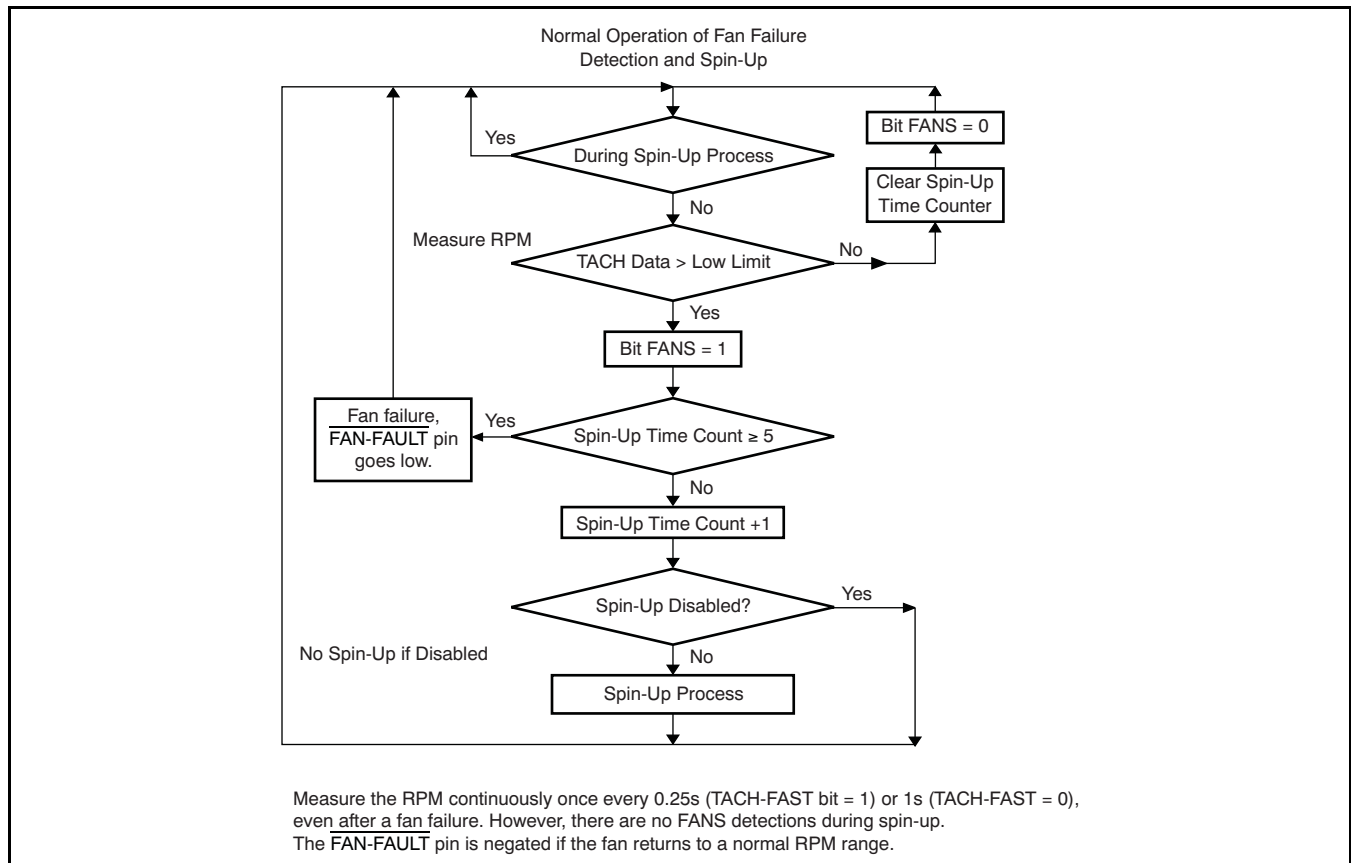 Normal Operation of Fan Failure
Detection and Spin-Up
Bit FANS = 0
Yes
During Spin-Up Process
Clear Spin-Up
Time Counter
No
Measure RPM
TACH Data > Low Limit
No
Yes
Bit FANS = 1
Fan failure,
FAN-FAULT pin
goes low.
Yes
Spin-Up Time Count ≥ 5
No
Spin-Up Time Count +1
Spin-Up Disabled?
Yes
No Spin-Up if Disabled
No
Spin-Up Process
Measure the RPM continuously once every 0.25s (TACH-FAST bit = 1) or 1s (TACH-FAST = 0),
even after a fan failure. However, there are no FANS detections during spin-up.
The FAN-FAULT pin is negated if the fan returns to a normal RPM range.